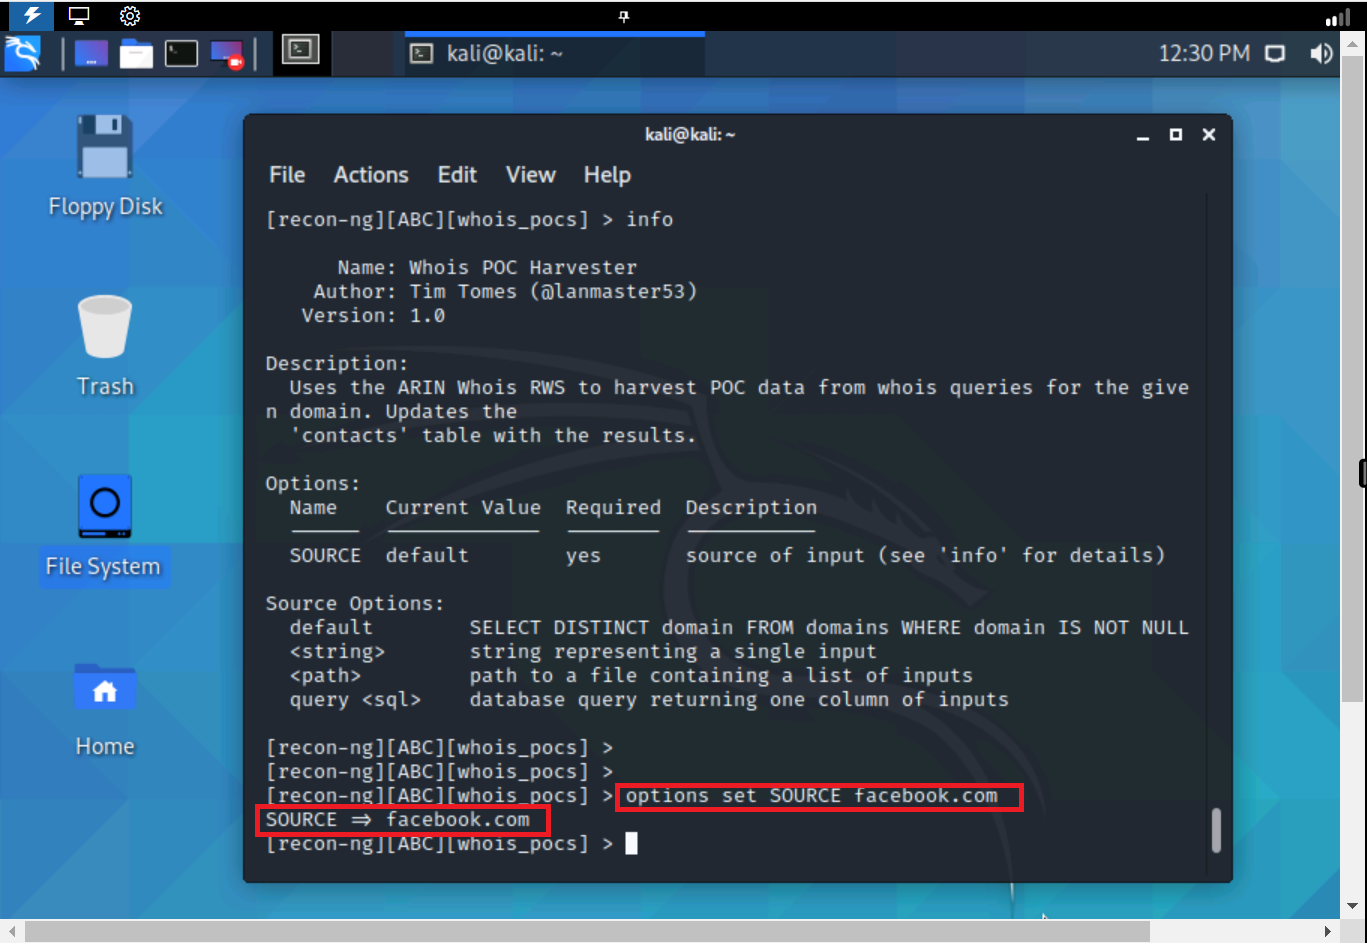 kali@kali: ~
12:30 PM
Floppy Disk
Trash
File System
Home
kali@kali: ~
File Actions Edit View Help
[recon-ng][ABC][whois_pocs] > info
Name: Whois POC Harvester
Author: Tim Tomes (@lanmaster53)
Version: 1.0
Description:
Uses the ARIN Whois RWS to harvest POC data from whois queries for the give
n domain. Updates the
'contacts' table with the results.
Options:
Name Current Value Required Description
SOURCE default yes source of input (see 'info' for details)
Source Options:
default SELECT DISTINCT domain FROM domains WHERE domain IS NOT NULL
<string> string representing a single input
<path> path to a file containing a list of inputs
query <sql> database query returning one column of inputs
[recon-ng][ABC][whois_pocs] >
[recon-ng][ABC][whois_pocs] >
[recon-ng][ABC][whois_pocs] > options set SOURCE facebook.com
SOURCE ⇒ facebook.com
[recon-ng][ABC][whois_pocs] >